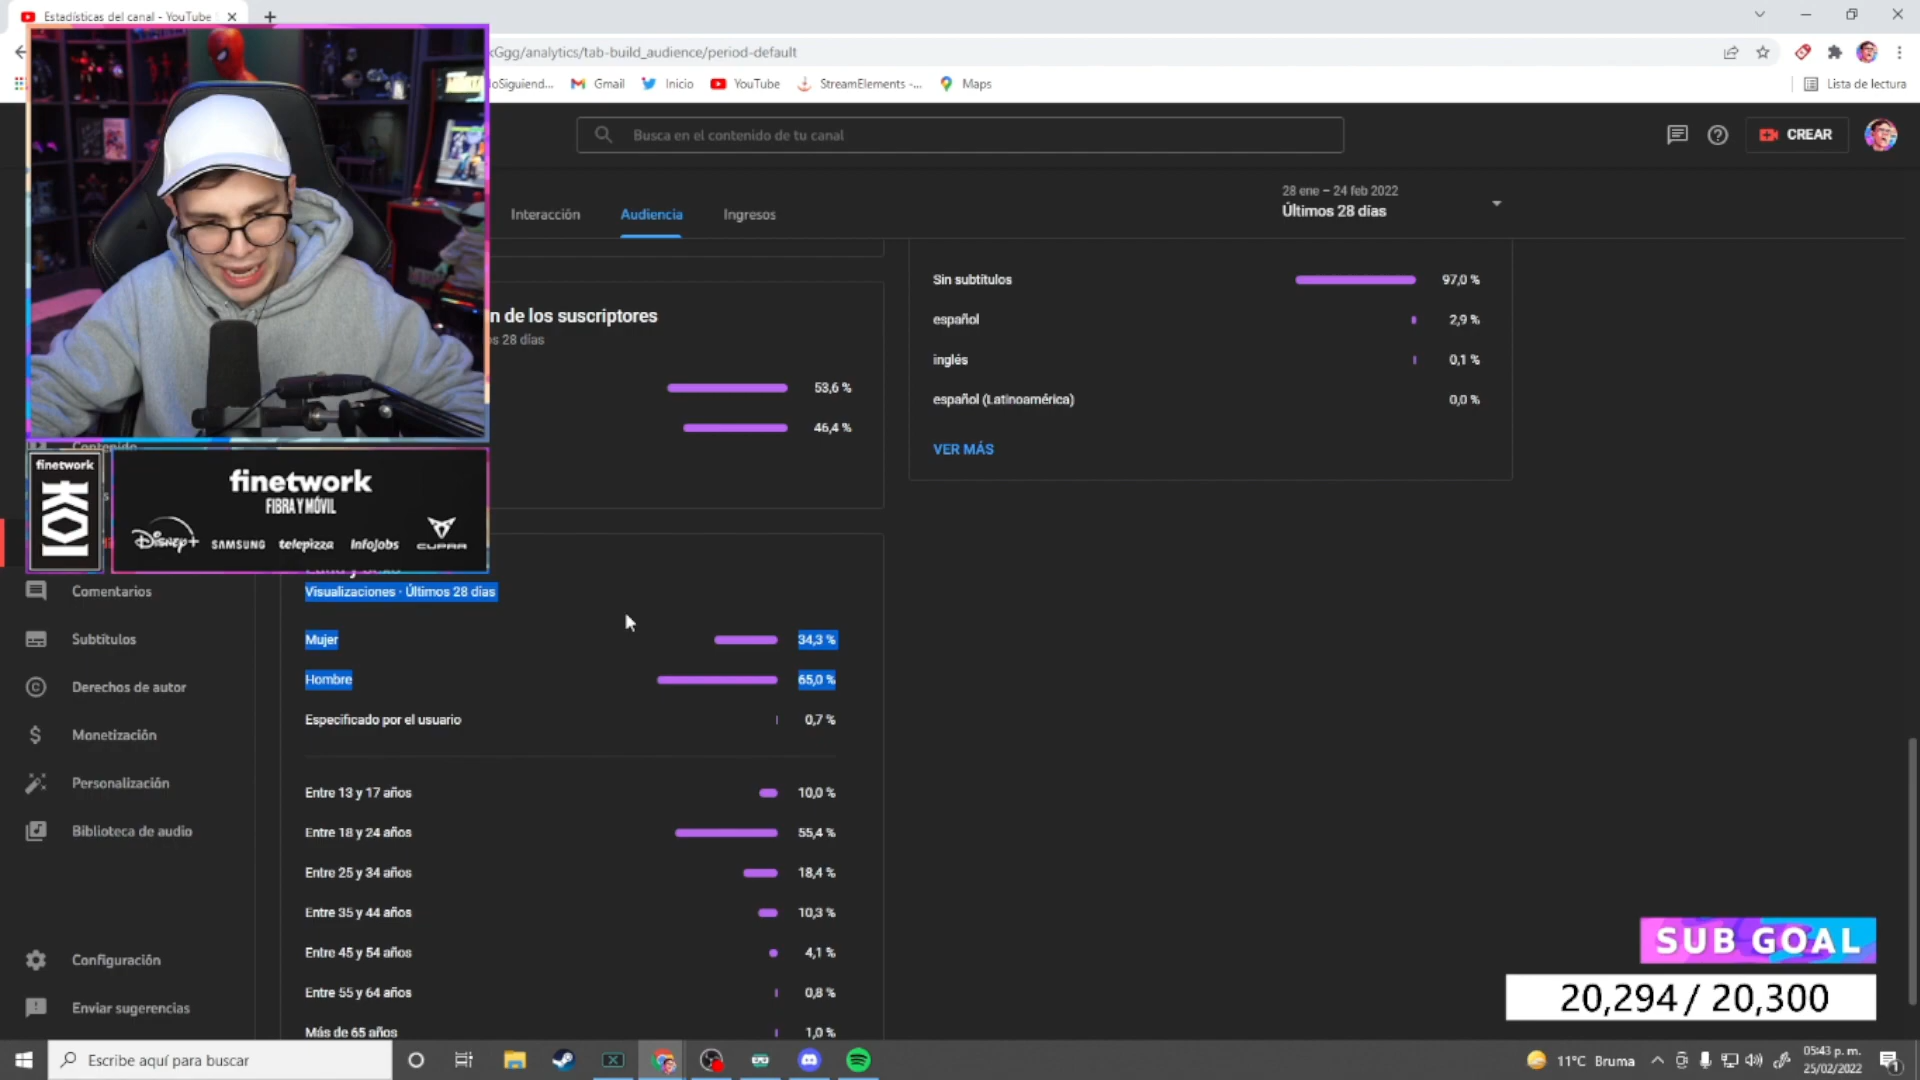 Estadísticas del canal - YouTube
xGgg/analytics/tab-build_audience/period-default
oSiguiend...
Gmail
Inicio
YouTube
StreamElements -...
Maps
Lista de lectura
Busca en el contenido de tu canal
CREAR
Interacción
Audiencia
Ingresos
28 ene – 24 feb 2022
Últimos 28 días
n de los suscriptores
s 28 días
53,6 %
46,4 %
Sin subtítulos 97,0 %
español 2,9 %
inglés 0,1 %
español (Latinoamérica) 0,0 %
VER MÁS
Contenido
finetwork
KOI
finetwork
FIBRA Y MÓVIL
Disney+ SAMSUNG telepizza InfoJobs CUPRA
Comentarios
Subtítulos
Derechos de autor
Monetización
Personalización
Biblioteca de audio
Configuración
Enviar sugerencias
Visualizaciones · Últimos 28 días
Mujer 34,3 %
Hombre 65,0 %
Especificado por el usuario 0,7 %
Entre 13 y 17 años 10,0 %
Entre 18 y 24 años 55,4 %
Entre 25 y 34 años 18,4 %
Entre 35 y 44 años 10,3 %
Entre 45 y 54 años 4,1 %
Entre 55 y 64 años 0,8 %
Más de 65 años 1,0 %
SUB GOAL
20,294 / 20,300
Escribe aquí para buscar
11°C Bruma
05:43 p. m.
25/02/2022
1